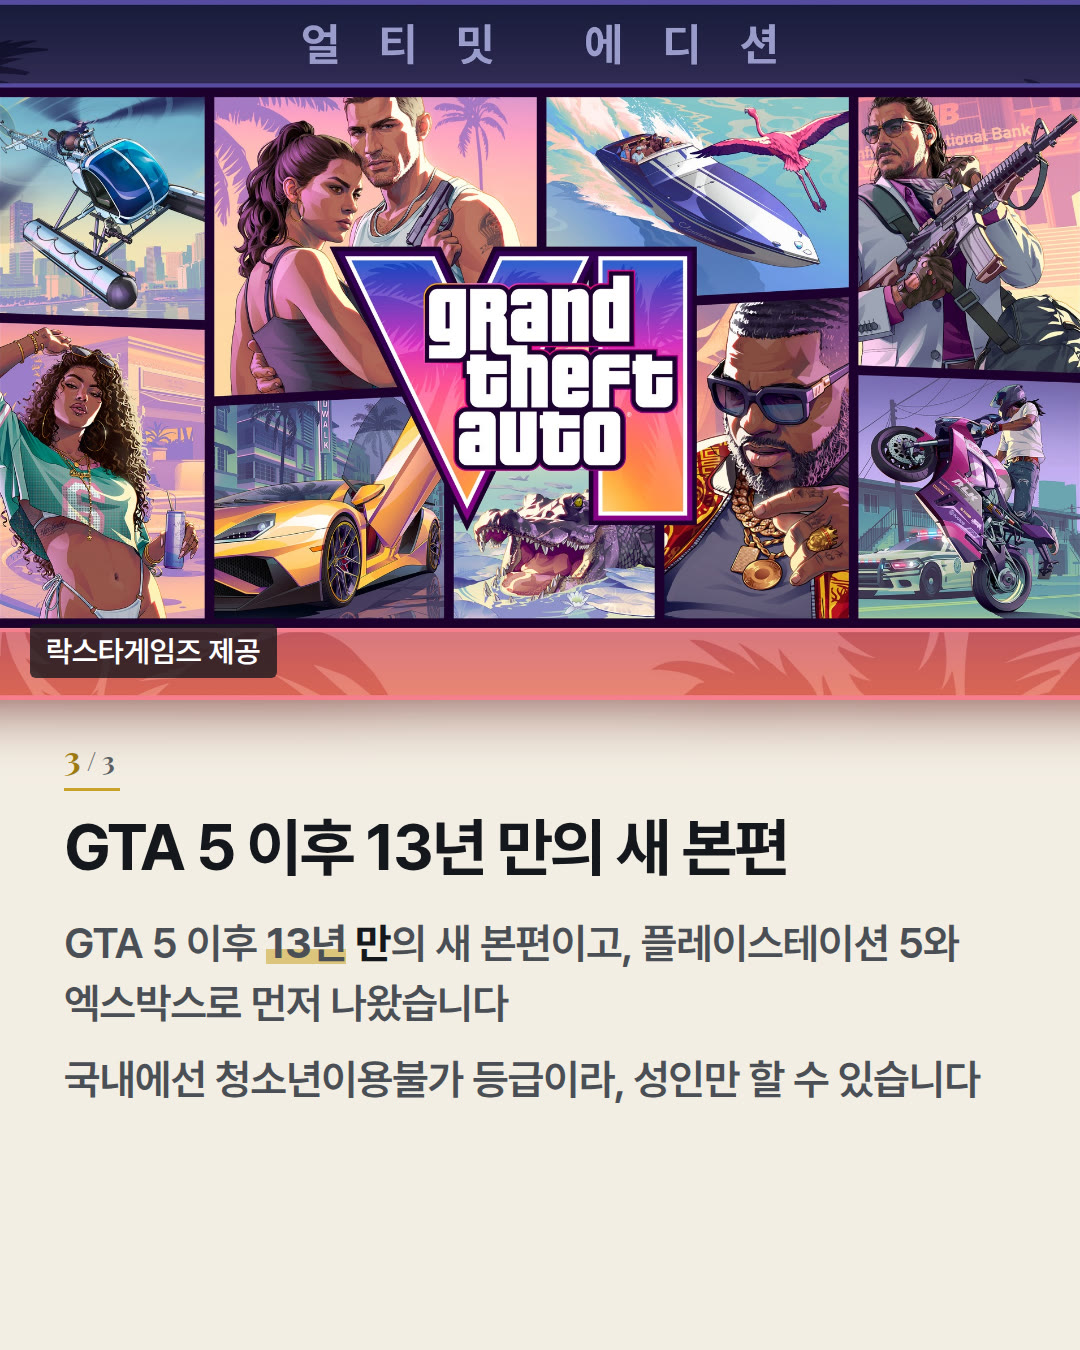 얼티밋 에디션
B
tional Bank
VI
grand
theft
auto
락스타게임즈 제공
3 / 3
GTA 5 이후 13년 만의 새 본편
GTA 5 이후 13년 만의 새 본편이고, 플레이스테이션 5와
엑스박스로 먼저 나왔습니다
국내에선 청소년이용불가 등급이라, 성인만 할 수 있습니다